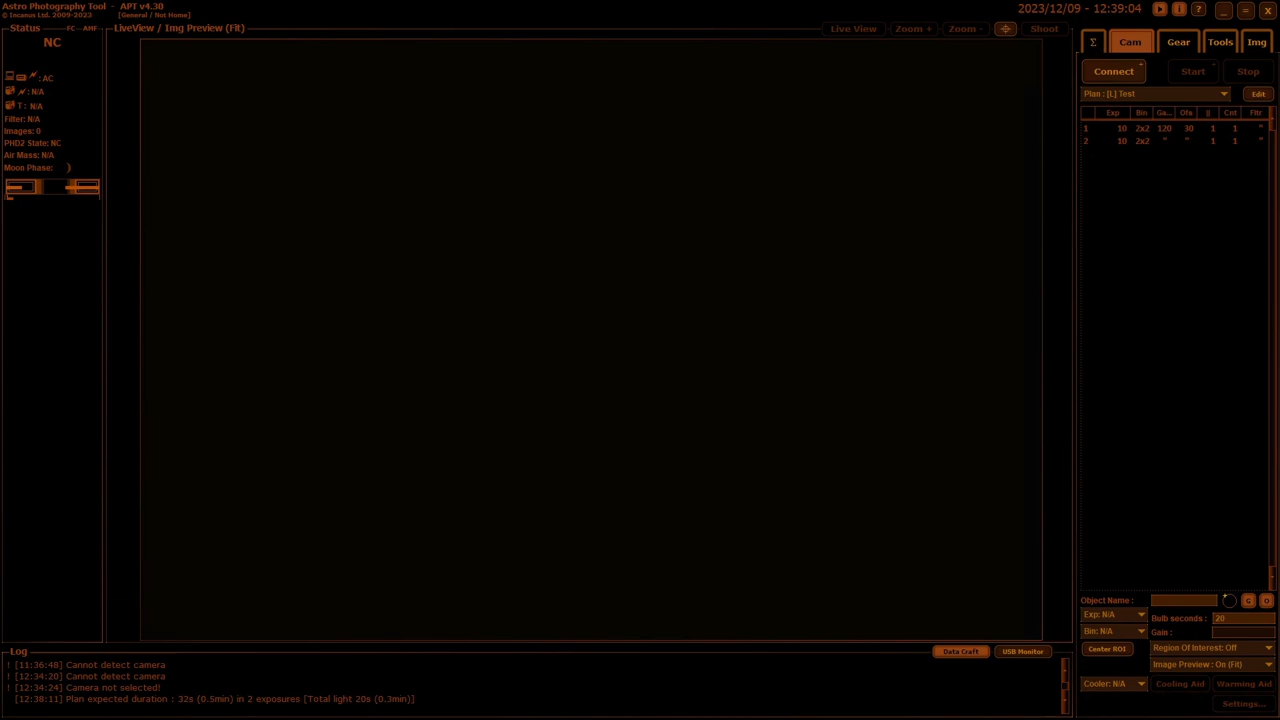 Astro Photography Tool - APT v4.30
© Incanus Ltd. 2009-2023 [General / Not Home]
2023/12/09 - 12:39:04 i ? _ = x
Status TC AMF
NC
: AC
: N/A
T : N/A
Filter: N/A
Images: 0
PHD2 State: NC
Air Mass: N/A
Moon Phase:
LiveView / Img Preview (Fit) Live View Zoom + Zoom - Shoot
Σ Cam Gear Tools Img
Connect Start Stop
Plan : [L] Test Edit
Exp Bin Ga... Ofs || Cnt Fltr
1 10 2x2 120 30 1 1 "
2 10 2x2 " " 1 1 "
Object Name : C O
Exp: N/A Bulb seconds : 20
Bin: N/A Gain :
Center ROI Region Of Interest: Off
Image Preview : On (Fit)
Cooler: N/A Cooling Aid Warming Aid
Settings...
Log Data Craft USB Monitor
! [11:36:48] Cannot detect camera
! [12:34:20] Cannot detect camera
! [12:34:24] Camera not selected!
[12:38:11] Plan expected duration : 32s (0.5min) in 2 exposures [Total light 20s (0.3min)]